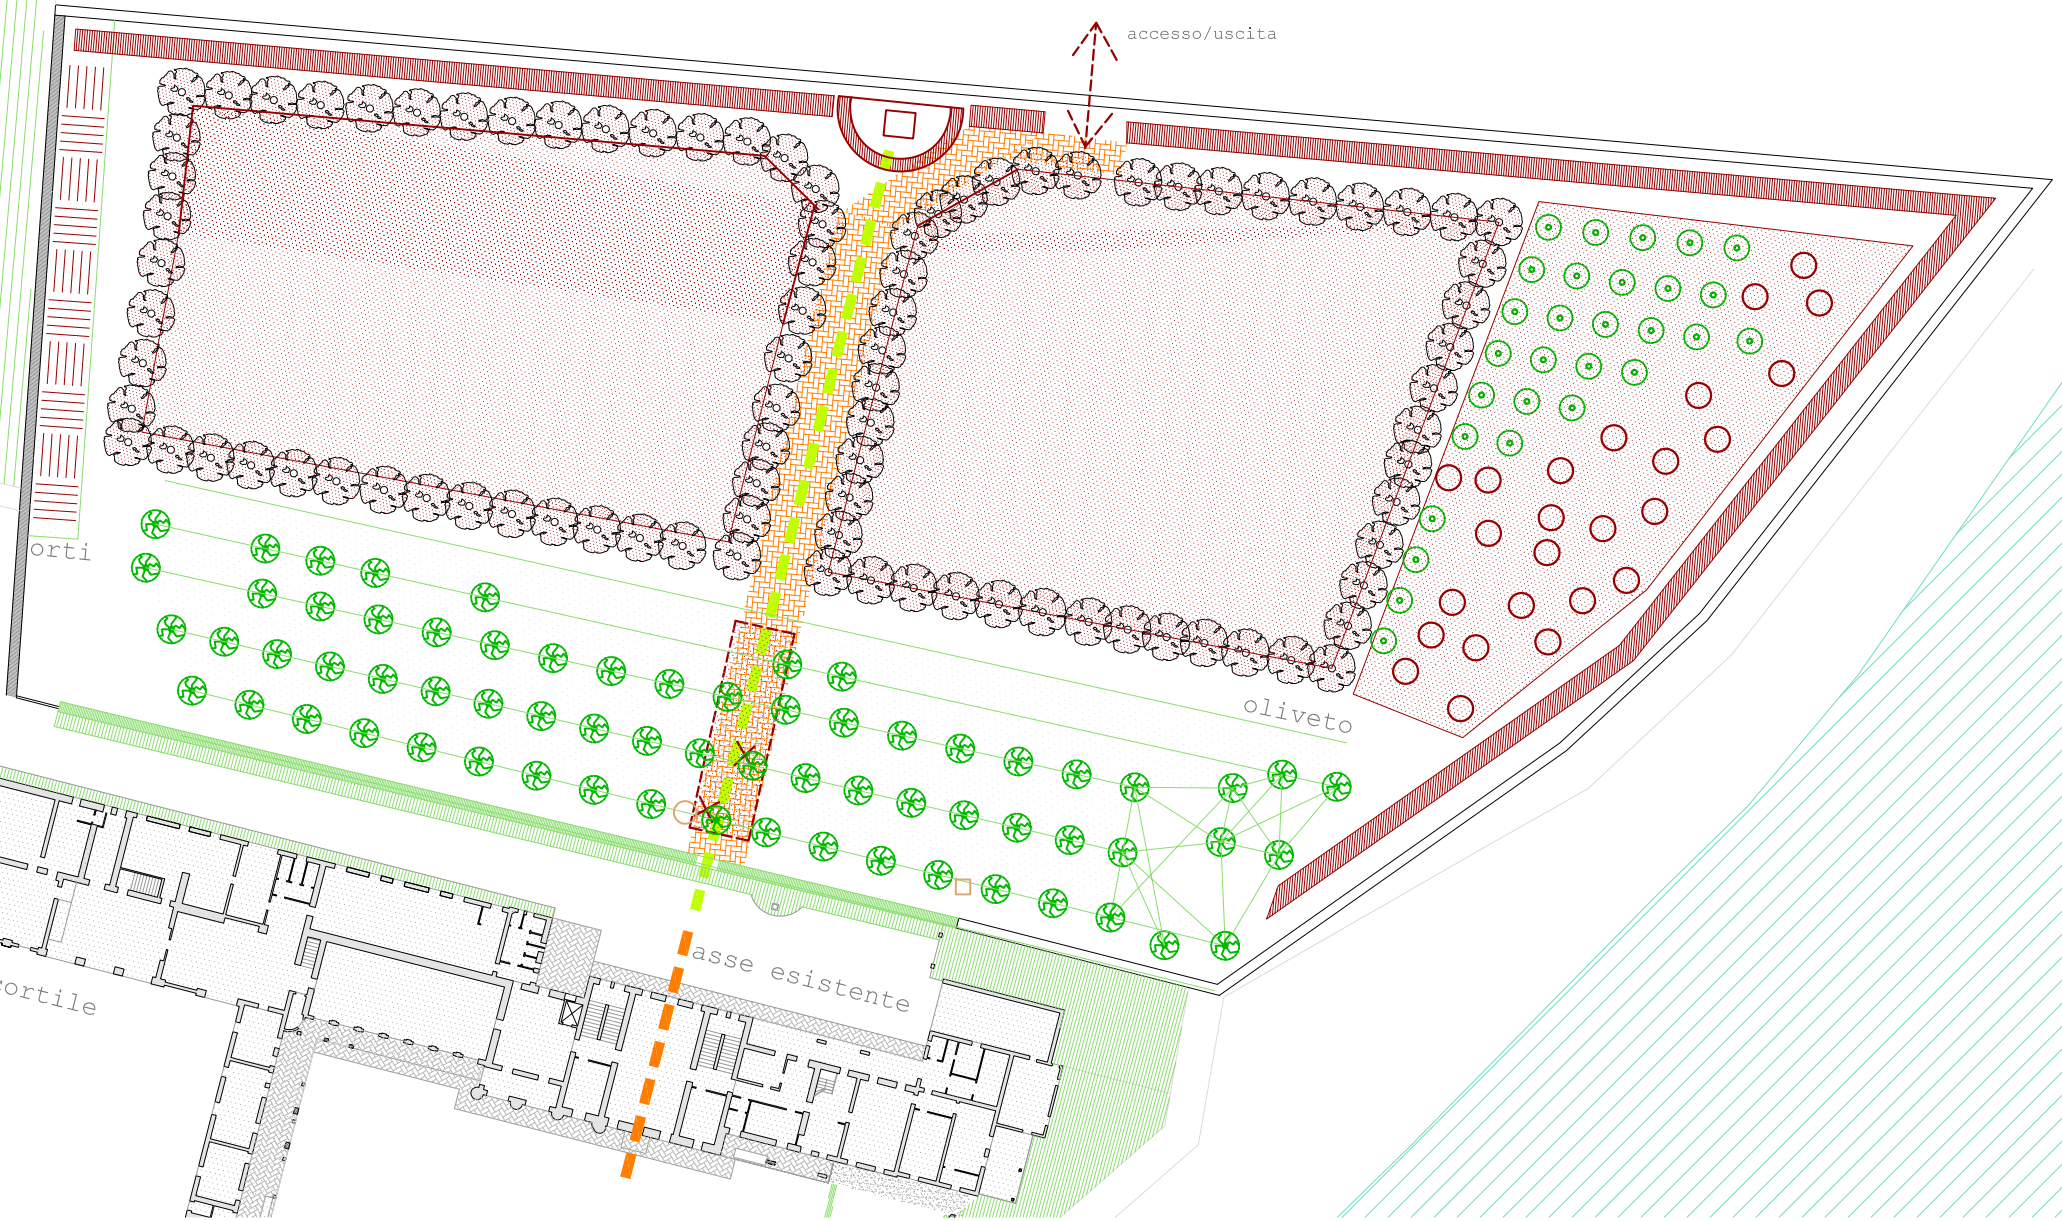 accesso/uscita
orti
oliveto
asse esistente
cortile